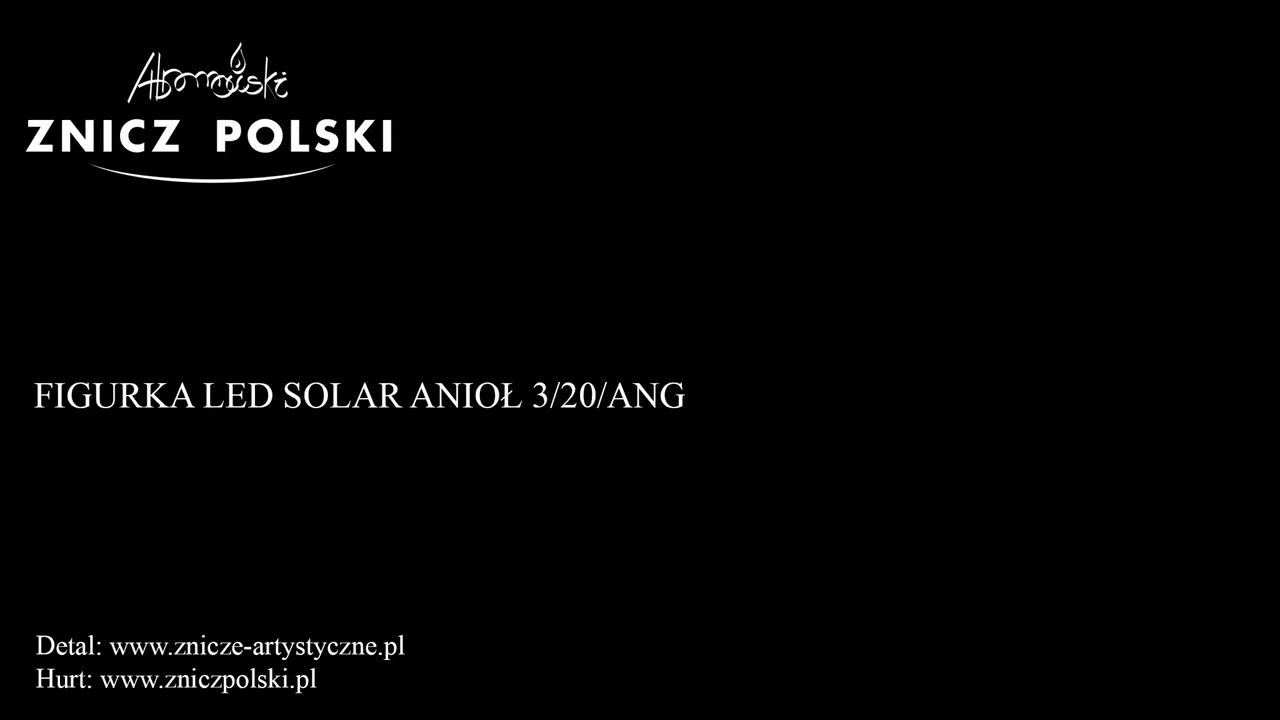 ZNICZ POLSKI
FIGURKA LED SOLAR ANIOŁ 3/20/ANG
Detal: www.znicze-artystyczne.pl
Hurt: www.zniczpolski.pl